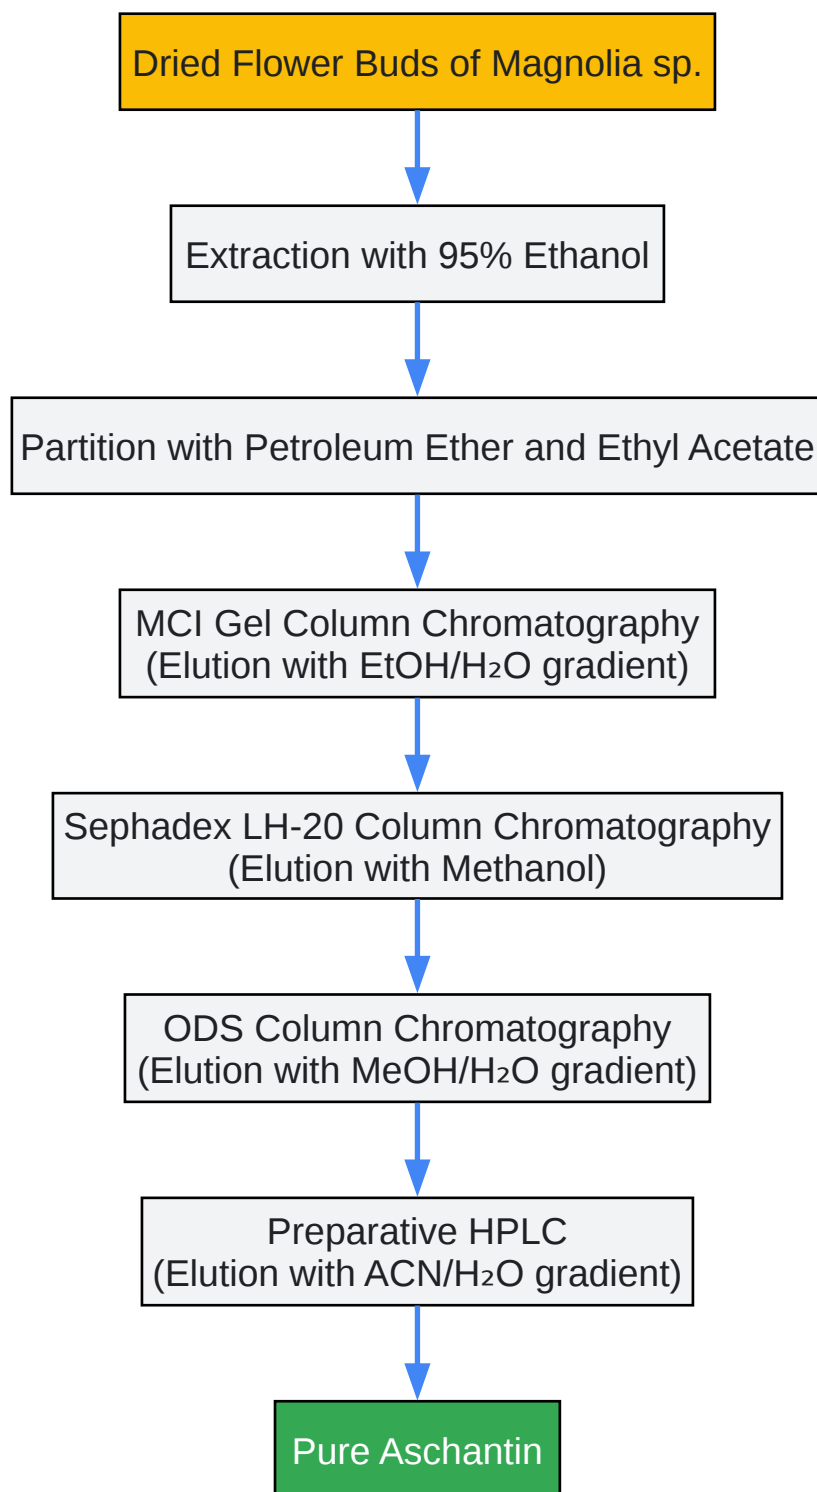 Dried Flower Buds of Magnolia sp.
Extraction with 95% Ethanol
Partition with Petroleum Ether and Ethyl Acetate
MCI Gel Column Chromatography
(Elution with EtOH/H₂O gradient)
Sephadex LH-20 Column Chromatography
(Elution with Methanol)
ODS Column Chromatography
(Elution with MeOH/H₂O gradient)
Preparative HPLC
(Elution with ACN/H₂O gradient)
Pure Aschantin